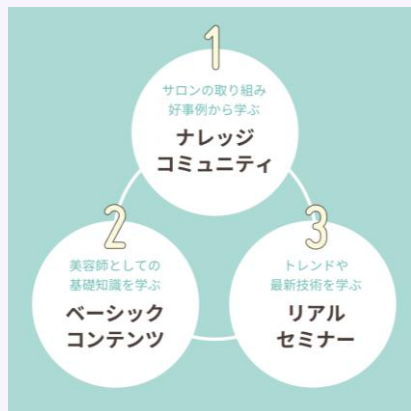 1
サロンの取り組み
好事例から学ぶ
ナレッジ
コミュニティ
2
美容師としての
基礎知識を学ぶ
ベーシック
コンテンツ
3
トレンドや
最新技術を学ぶ
リアル
セミナー